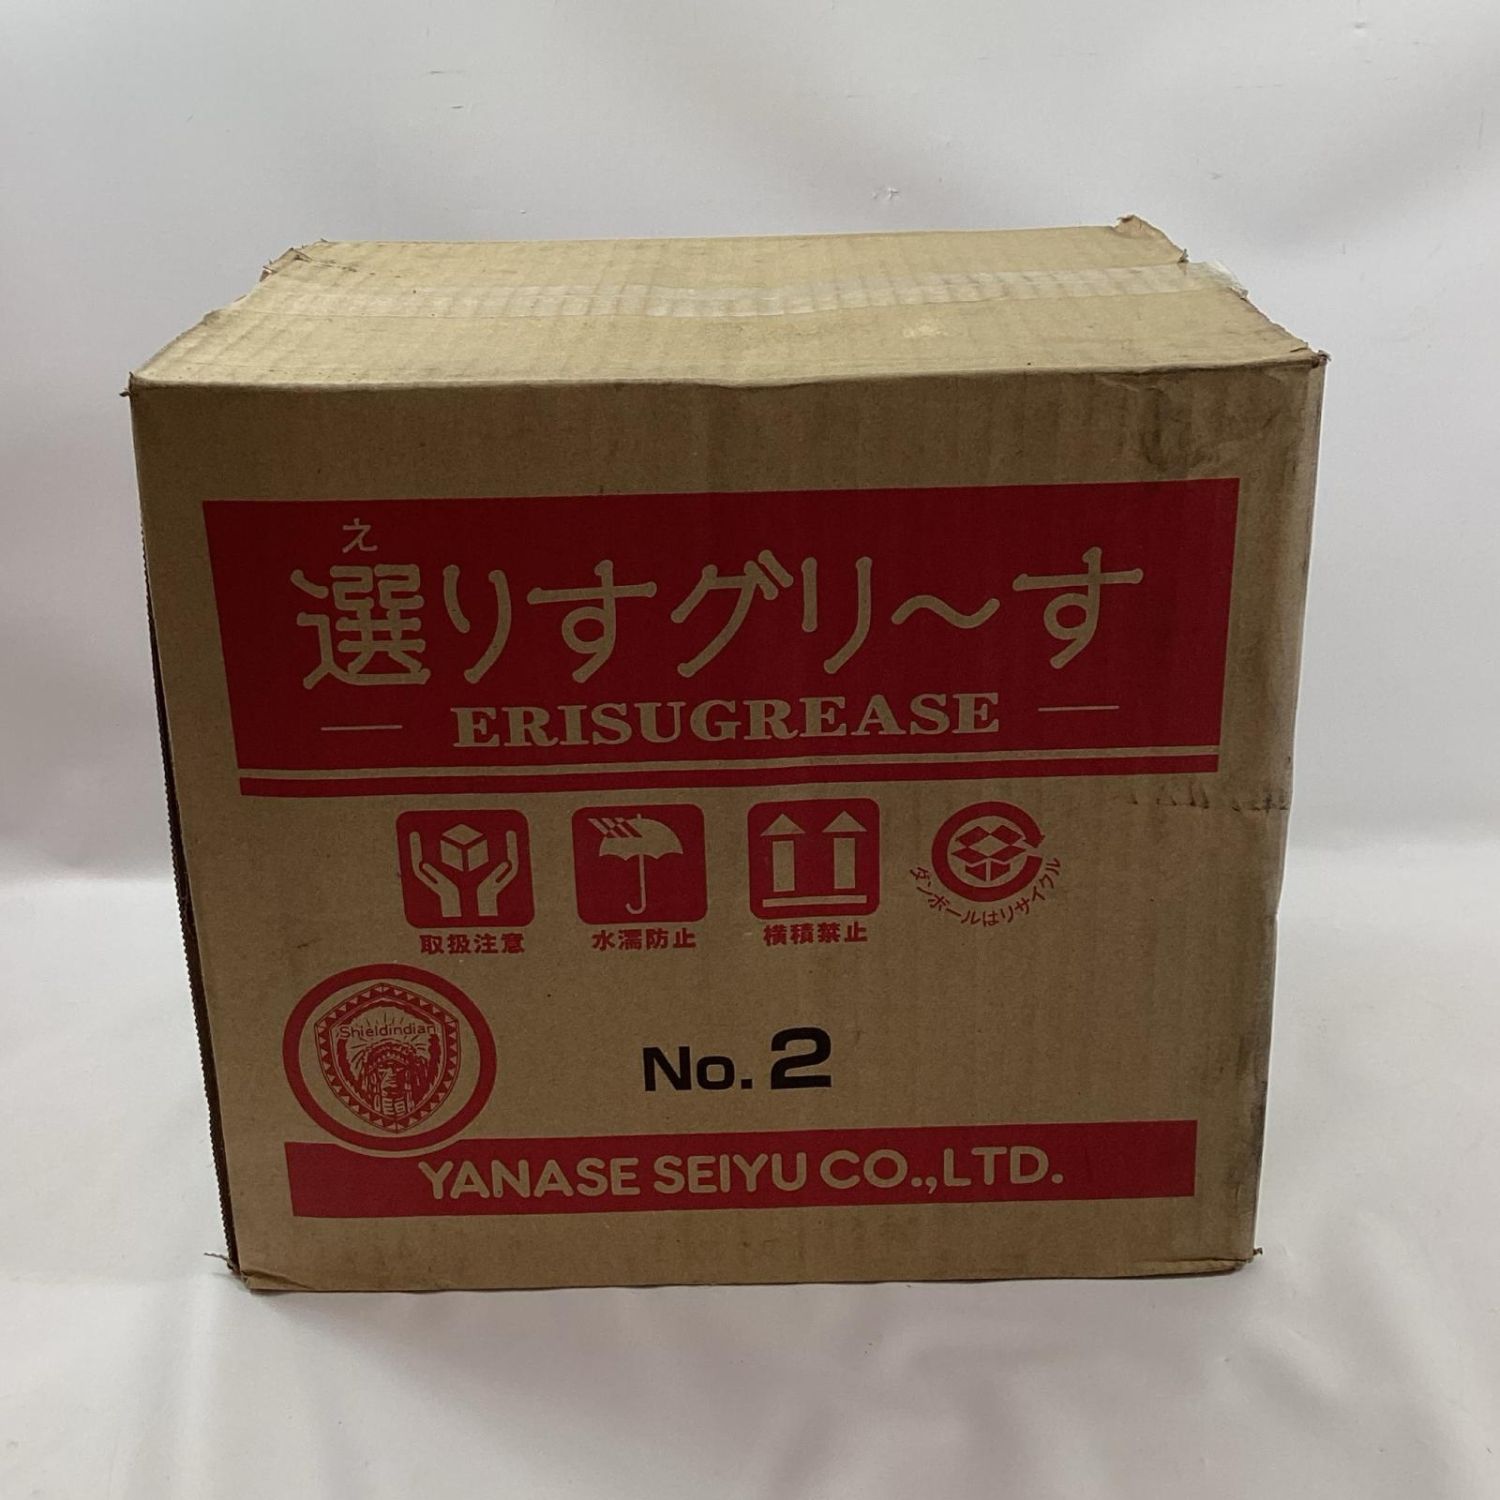 え
選りすグリ〜す
ERISUGREASE
取扱注意
水濡防止
横積禁止
ダンボールはリサイクル
Shieldindian
No.2
YANASE SEIYU CO.,LTD.